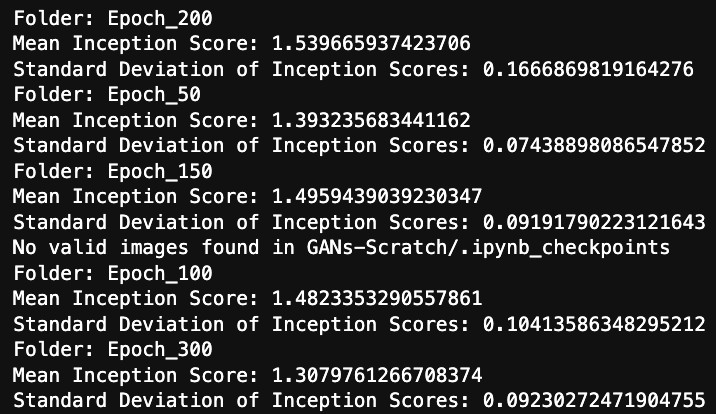 Folder: Epoch_200
Mean Inception Score: 1.539665937423706
Standard Deviation of Inception Scores: 0.1666869819164276
Folder: Epoch_50
Mean Inception Score: 1.393235683441162
Standard Deviation of Inception Scores: 0.07438898086547852
Folder: Epoch_150
Mean Inception Score: 1.4959439039230347
Standard Deviation of Inception Scores: 0.09191790223121643
No valid images found in GANs-Scratch/.ipynb_checkpoints
Folder: Epoch_100
Mean Inception Score: 1.4823353290557861
Standard Deviation of Inception Scores: 0.10413586348295212
Folder: Epoch_300
Mean Inception Score: 1.3079761266708374
Standard Deviation of Inception Scores: 0.09230272471904755